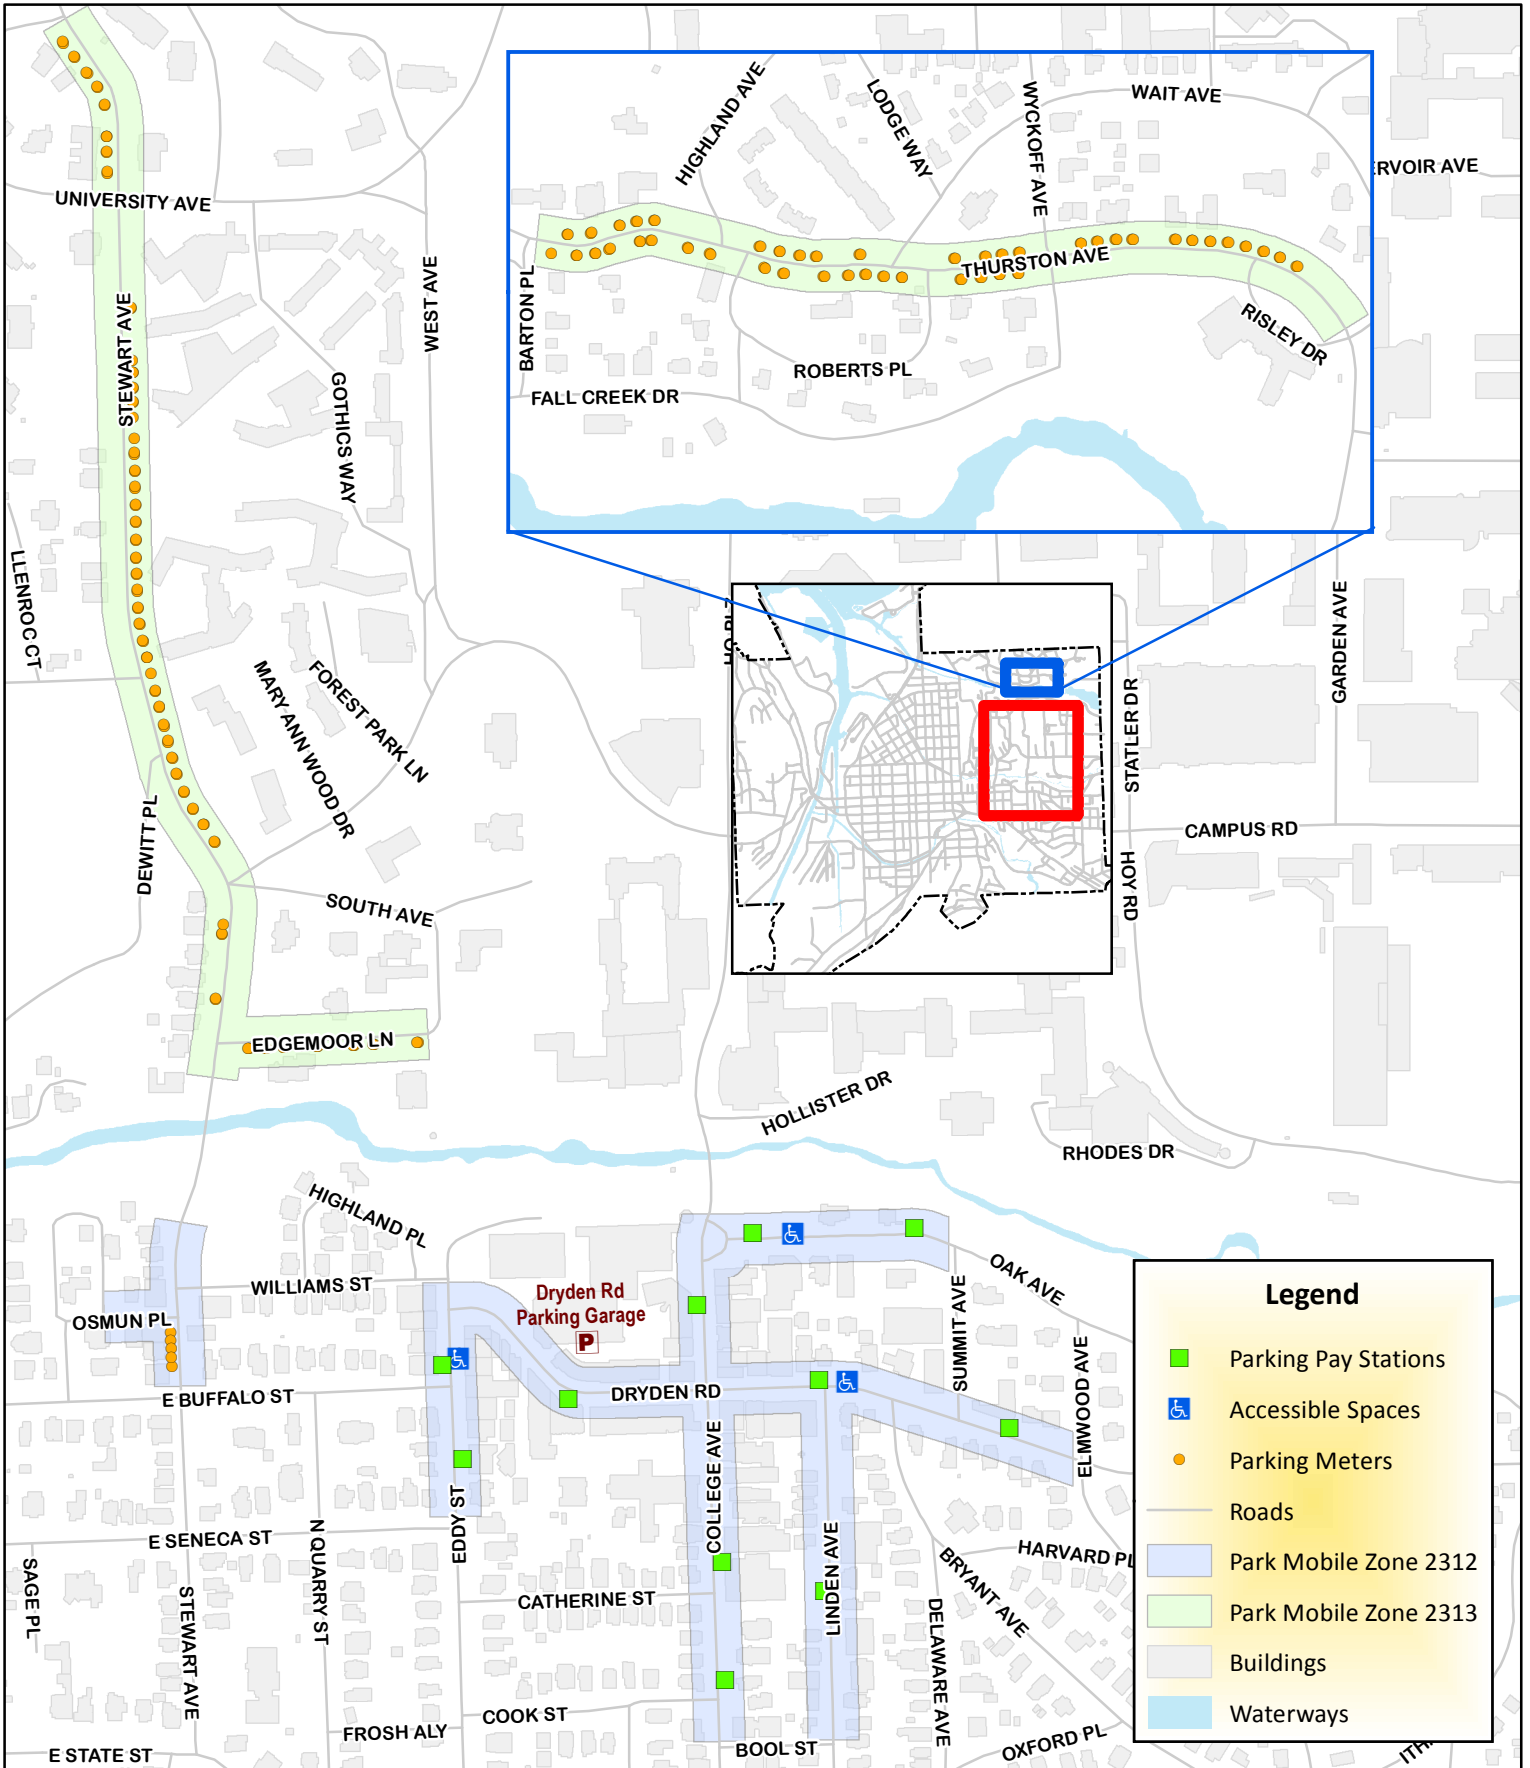 HIGHLAND AVE
LODGE WAY
WYCKOFF AVE
WAIT AVE
ERVOIR AVE
UNIVERSITY AVE
STEWART AVE
WEST AVE
BARTON PL
THURSTON AVE
RISLEY DR
ROBERTS PL
FALL CREEK DR
GOTHICS WAY
LLENROC CT
GARDEN AVE
MARY ANN WOOD DR
FOREST PARK LN
STATLER DR
DEWITT PL
CAMPUS RD
HOY RD
SOUTH AVE
EDGEMOOR LN
HOLLISTER DR
RHODES DR
HIGHLAND PL
WILLIAMS ST
OSMUN PL
Dryden Rd
Parking Garage
P
OAK AVE
SUMMIT AVE
ELMWOOD AVE
E BUFFALO ST
DRYDEN RD
COLLEGE AVE
EDDY ST
LINDEN AVE
E SENECA ST
N QUARRY ST
SAGE PL
STEWART AVE
CATHERINE ST
HARVARD PL
BRYANT AVE
DELAWARE AVE
COOK ST
FROSH ALY
E STATE ST
BOOL ST
OXFORD PL
ITH
Legend
Parking Pay Stations
Accessible Spaces
Parking Meters
Roads
Park Mobile Zone 2312
Park Mobile Zone 2313
Buildings
Waterways